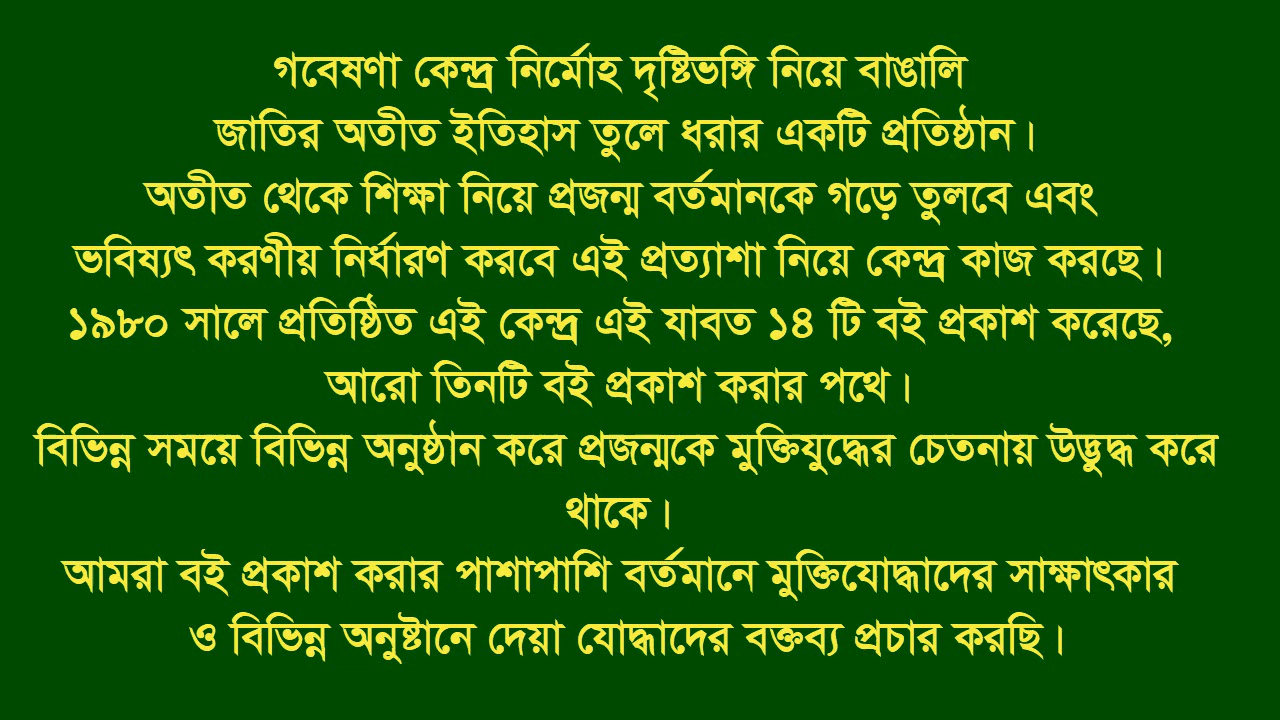 গবেষণা কেন্দ্র নির্মোহ দৃষ্টিভঙ্গি নিয়ে বাঙালি
জাতির অতীত ইতিহাস তুলে ধরার একটি প্রতিষ্ঠান।
অতীত থেকে শিক্ষা নিয়ে প্রজন্ম বর্তমানকে গড়ে তুলবে এবং
ভবিষ্যৎ করণীয় নির্ধারণ করবে এই প্রত্যাশা নিয়ে কেন্দ্র কাজ করছে।
১৯৮০ সালে প্রতিষ্ঠিত এই কেন্দ্র এই যাবত ১৪ টি বই প্রকাশ করেছে,
আরো তিনটি বই প্রকাশ করার পথে।
বিভিন্ন সময়ে বিভিন্ন অনুষ্ঠান করে প্রজন্মকে মুক্তিযুদ্ধের চেতনায় উদ্ভুদ্ধ করে
থাকে।
আমরা বই প্রকাশ করার পাশাপাশি বর্তমানে মুক্তিযোদ্ধাদের সাক্ষাৎকার
ও বিভিন্ন অনুষ্টানে দেয়া যোদ্ধাদের বক্তব্য প্রচার করছি।